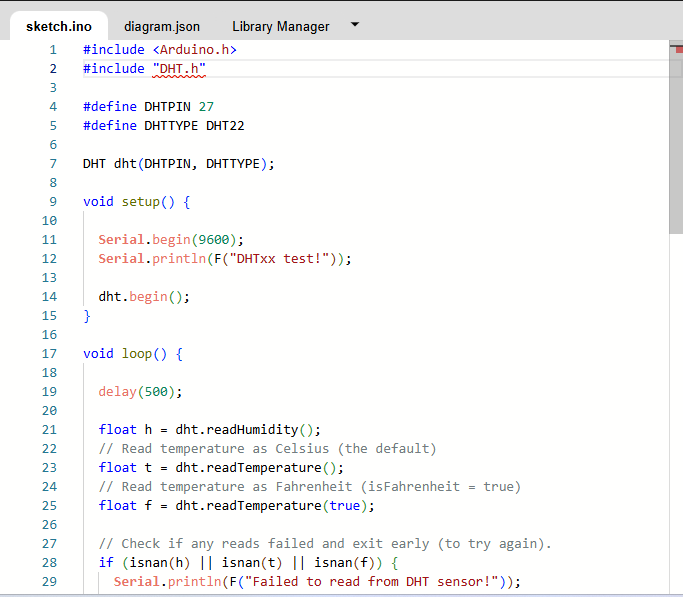 sketch.ino diagram.json Library Manager
1 #include <Arduino.h>
2 #include "DHT.h"
3
4 #define DHTPIN 27
5 #define DHTTYPE DHT22
6
7 DHT dht(DHTPIN, DHTTYPE);
8
9 void setup() {
10
11 Serial.begin(9600);
12 Serial.println(F("DHTxx test!"));
13
14 dht.begin();
15 }
16
17 void loop() {
18
19 delay(500);
20
21 float h = dht.readHumidity();
22 // Read temperature as Celsius (the default)
23 float t = dht.readTemperature();
24 // Read temperature as Fahrenheit (isFahrenheit = true)
25 float f = dht.readTemperature(true);
26
27 // Check if any reads failed and exit early (to try again).
28 if (isnan(h) || isnan(t) || isnan(f)) {
29 Serial.println(F("Failed to read from DHT sensor!"));